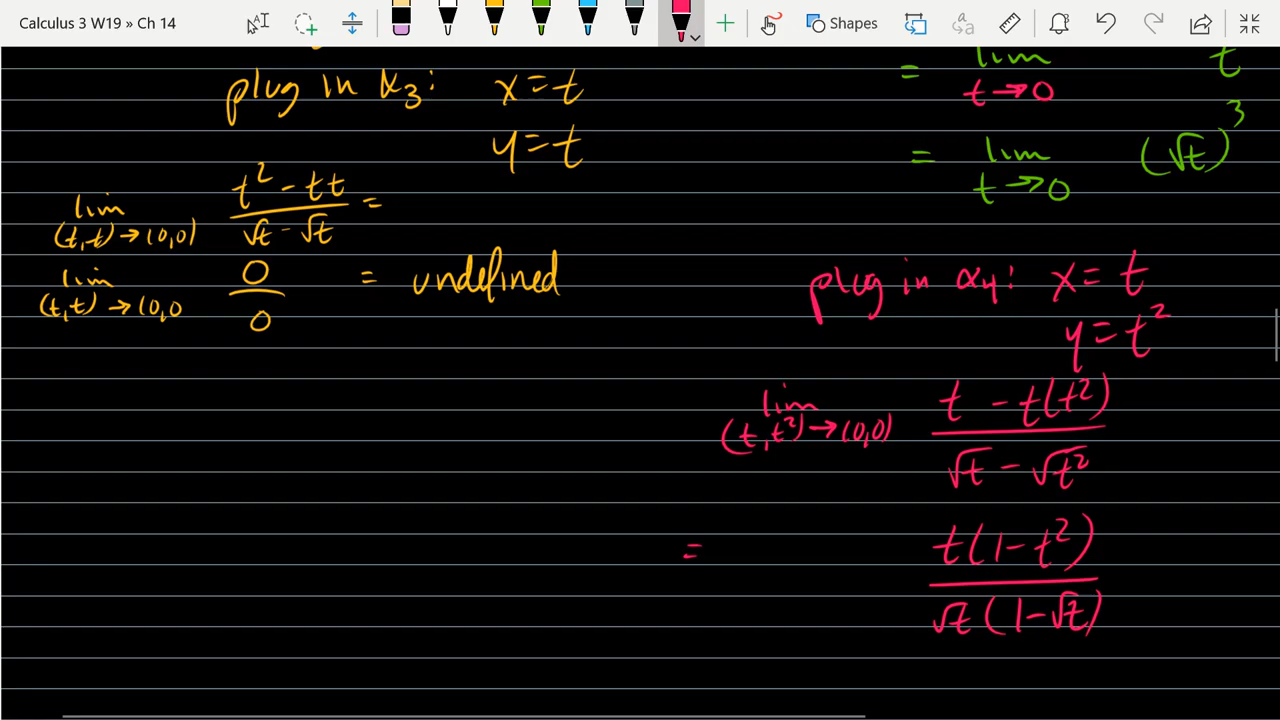 Calculus 3 W19 » Ch 14
Shapes
plug in α₃: x = t
y = t
lim (t,t)→(0,0) (t² - tt)/(√t - √t) =
lim (t,t)→(0,0 0/0 = undefined
= lim t→0 t
= lim t→0 (√t)³
plug in α4: x = t
y = t²
lim (t,t²)→(0,0) (t - t(t²))/(√t - √t²)
= t(1-t²)/√t(1-√t)